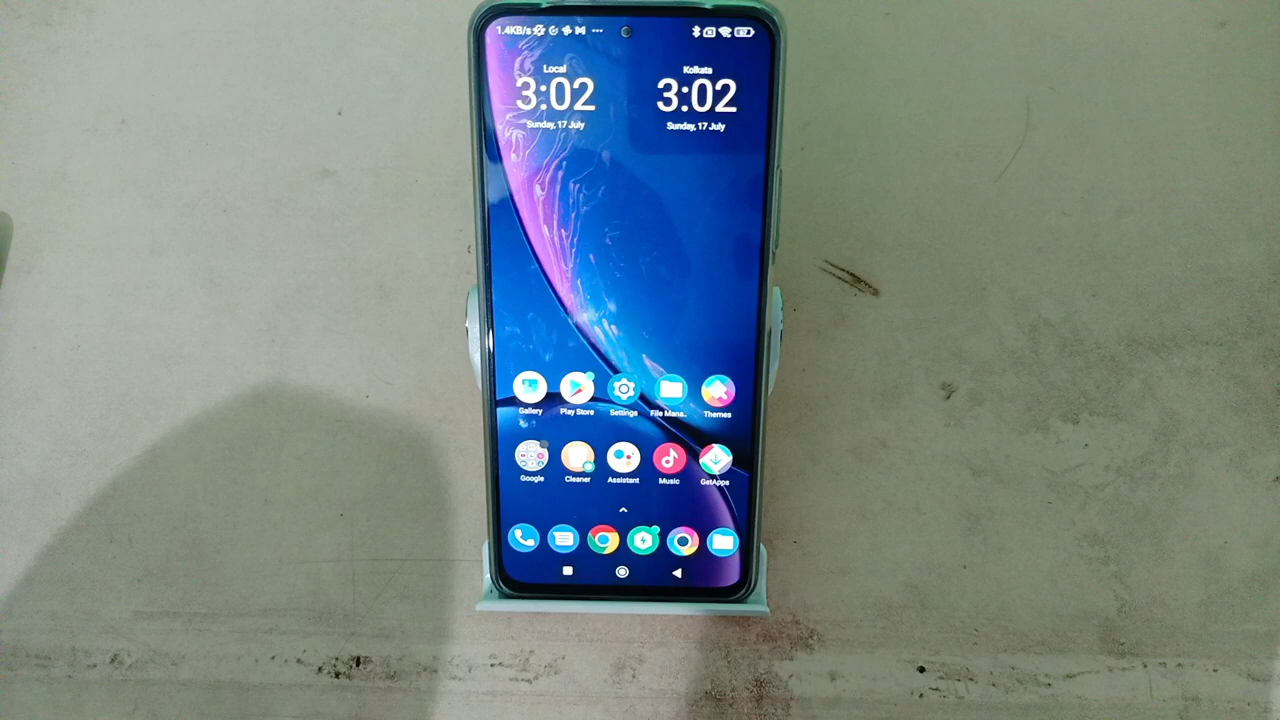 1.4KB/s
Local
3:02
Sunday, 17 July
Kolkata
3:02
Sunday, 17 July
Gallery Play Store Settings File Mana.. Themes
Google Cleaner Assistant Music GetApps